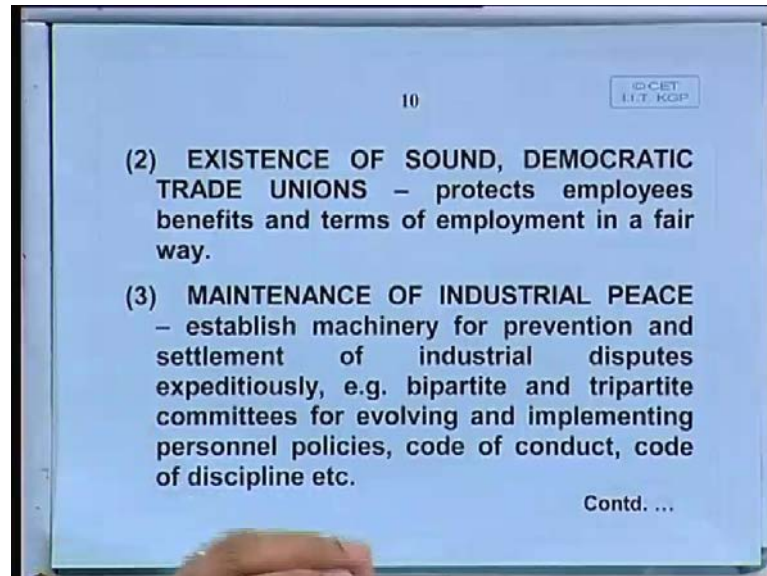 10
©CET
I.I.T. KGP
(2) EXISTENCE OF SOUND, DEMOCRATIC
TRADE UNIONS – protects employees
benefits and terms of employment in a fair
way.
(3) MAINTENANCE OF INDUSTRIAL PEACE
– establish machinery for prevention and
settlement of industrial disputes
expeditiously, e.g. bipartite and tripartite
committees for evolving and implementing
personnel policies, code of conduct, code
of discipline etc.
Contd. ...